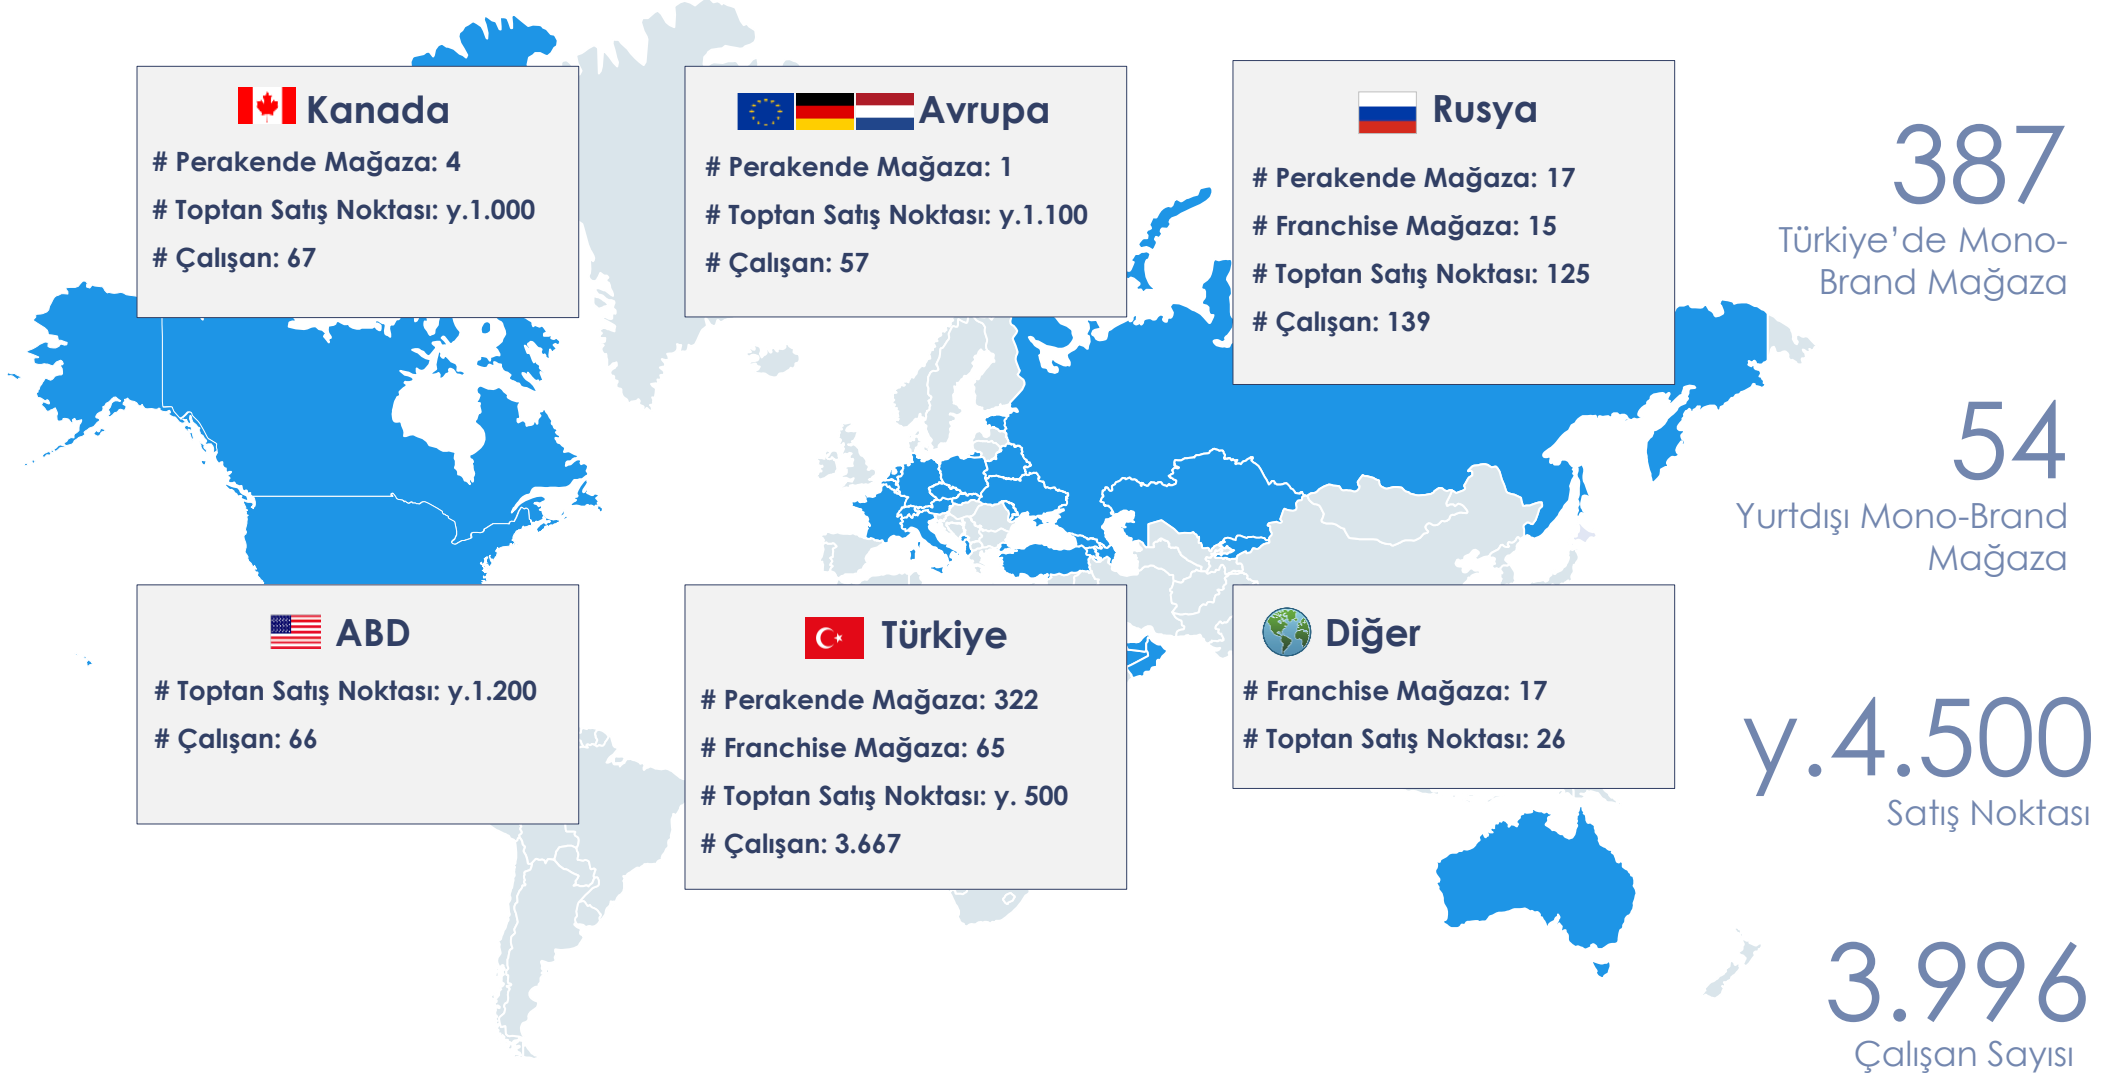 Kanada
# Perakende Mağaza: 4
# Toptan Satış Noktası: y.1.000
# Çalışan: 67
Avrupa
# Perakende Mağaza: 1
# Toptan Satış Noktası: y.1.100
# Çalışan: 57
Rusya
# Perakende Mağaza: 17
# Franchise Mağaza: 15
# Toptan Satış Noktası: 125
# Çalışan: 139
ABD
# Toptan Satış Noktası: y.1.200
# Çalışan: 66
Türkiye
# Perakende Mağaza: 322
# Franchise Mağaza: 65
# Toptan Satış Noktası: y. 500
# Çalışan: 3.667
Diğer
# Franchise Mağaza: 17
# Toptan Satış Noktası: 26
387
Türkiye’de Mono-
Brand Mağaza
54
Yurtdışı Mono-Brand
Mağaza
y.4.500
Satış Noktası
3.996
Çalışan Sayısı